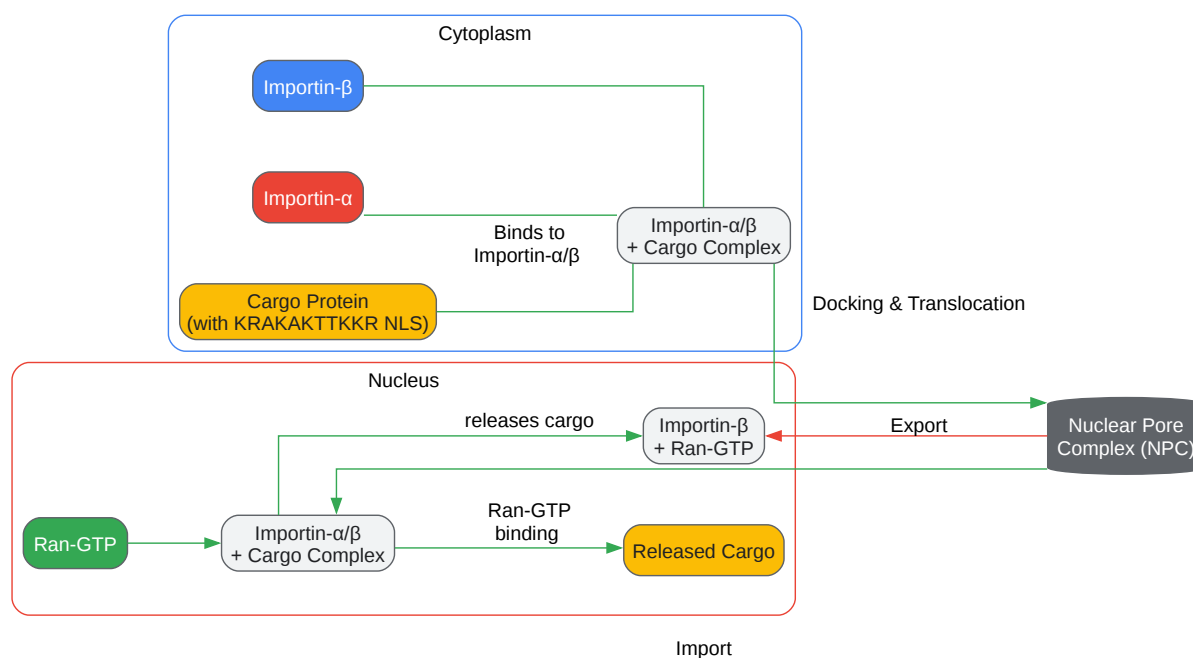 Cytoplasm
Importin-β
Importin-α
Binds to
Importin-α/β
Importin-α/β
+ Cargo Complex
Cargo Protein
(with KRAKAKTTKKR NLS)
Docking & Translocation
Nucleus
releases cargo
Importin-β
+ Ran-GTP
Export
Nuclear Pore
Complex (NPC)
Ran-GTP
Importin-α/β
+ Cargo Complex
Ran-GTP
binding
Released Cargo
Import